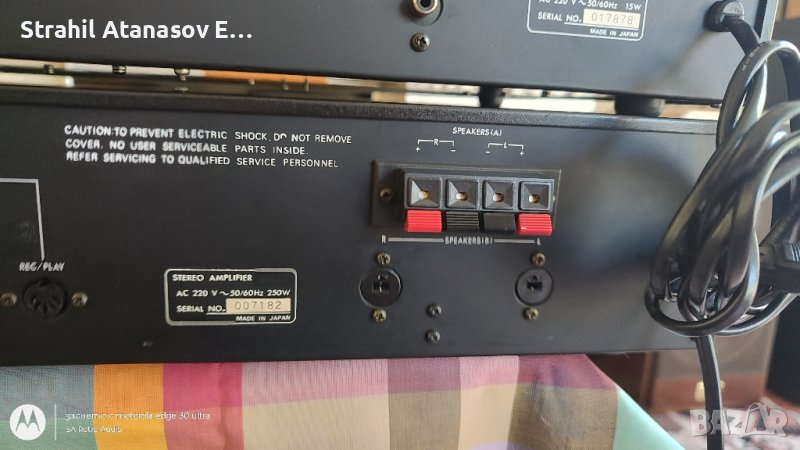 Strahil Atanasov E...
AC 220 V ~ 50/60Hz 15W
SERIAL NO. 017878
MADE IN JAPAN
CAUTION: TO PREVENT ELECTRIC SHOCK, DO NOT REMOVE
COVER, NO USER SERVICEABLE PARTS INSIDE.
REFER SERVICING TO QUALIFIED SERVICE PERSONNEL
SPEAKERS(A)
R L
+ - - +
R SPEAKERS(B) L
REC/PLAY
STEREO AMPLIFIER
AC 220 V ~ 50/60Hz 250W
SERIAL NO. 007182
MADE IN JAPAN
заснето с motorola edge 30 ultra
SA Retro Audio
BAZAR